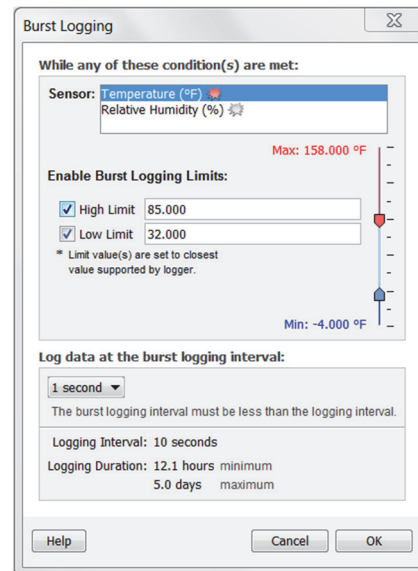 Burst Logging
While any of these condition(s) are met:
Sensor: Temperature (°F)
Relative Humidity (%)
Max: 158.000 °F
Enable Burst Logging Limits:
High Limit 85.000
Low Limit 32.000
* Limit value(s) are set to closest
value supported by logger.
Min: -4.000 °F
Log data at the burst logging interval:
1 second
The burst logging interval must be less than the logging interval.
Logging Interval: 10 seconds
Logging Duration: 12.1 hours minimum
5.0 days maximum
Help Cancel OK